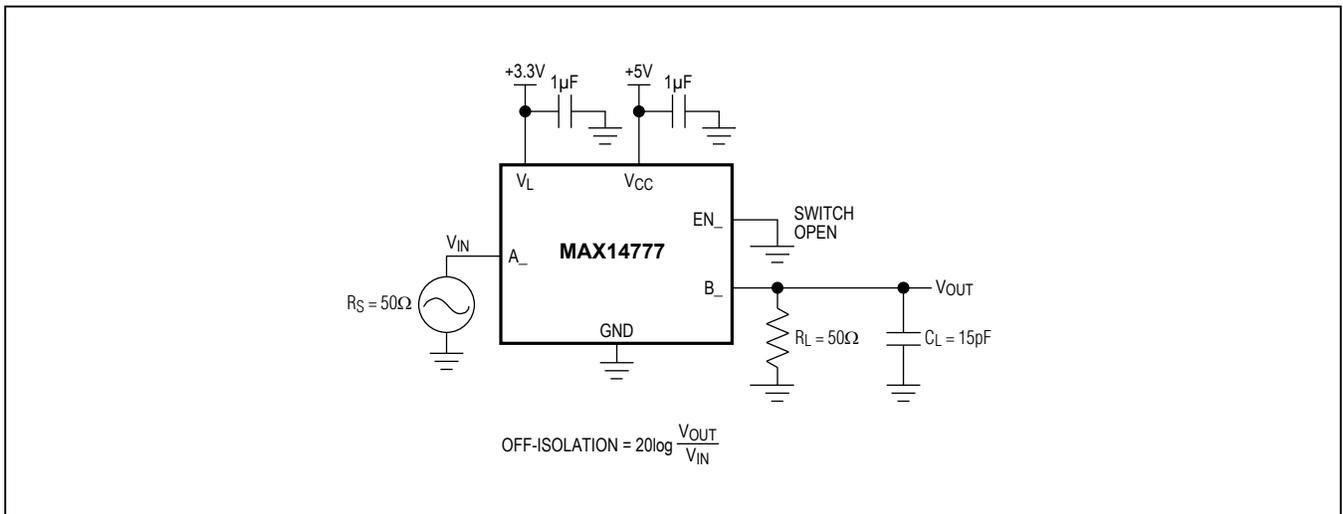 +3.3V
1µF
+5V
1µF
VL
VCC
EN_
SWITCH
OPEN
VIN
A_
MAX14777
RS = 50Ω
B_
VOUT
GND
RL = 50Ω
CL = 15pF
OFF-ISOLATION = 20log VOUT
VIN